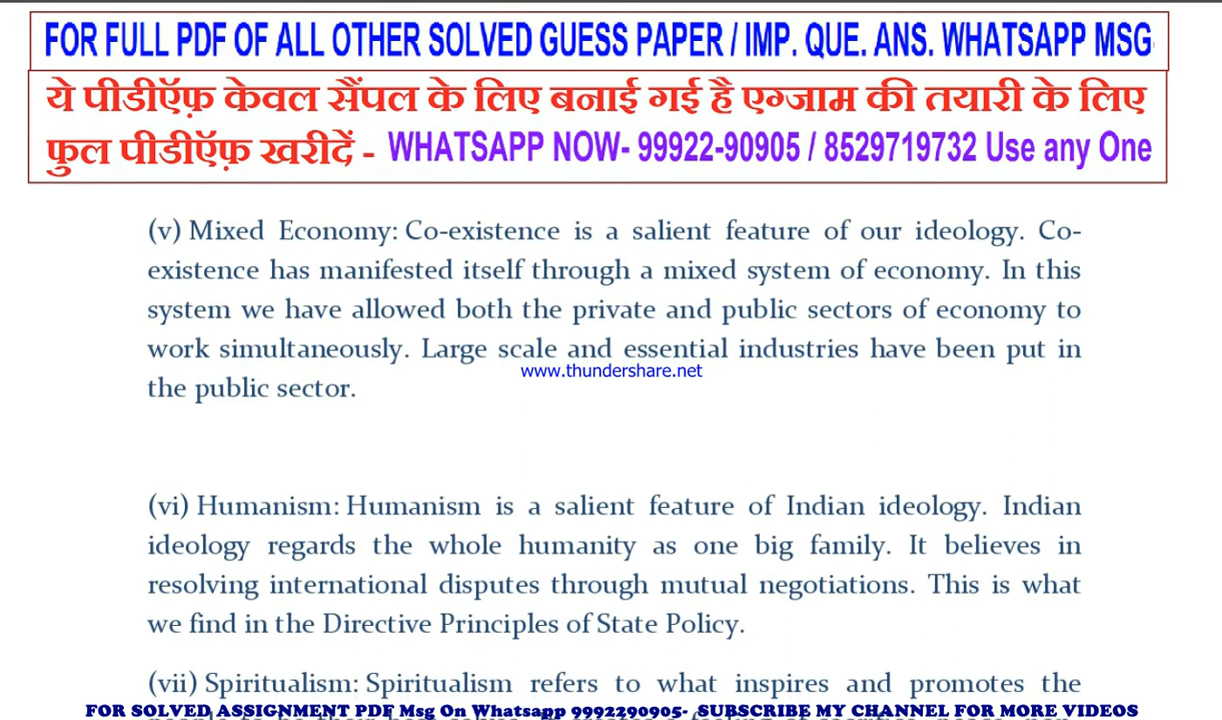 FOR FULL PDF OF ALL OTHER SOLVED GUESS PAPER / IMP. QUE. ANS. WHATSAPP MSG
ये पीडीऍफ़ केवल सैंपल के लिए बनाई गई है एग्जाम की तयारी के लिए
फुल पीडीऍफ़ खरीदें - WHATSAPP NOW- 99922-90905 / 8529719732 Use any One
(v) Mixed Economy: Co-existence is a salient feature of our ideology. Co-
existence has manifested itself through a mixed system of economy. In this
system we have allowed both the private and public sectors of economy to
work simultaneously. Large scale and essential industries have been put in
www.thundershare.net
the public sector.
(vi) Humanism: Humanism is a salient feature of Indian ideology. Indian
ideology regards the whole humanity as one big family. It believes in
resolving international disputes through mutual negotiations. This is what
we find in the Directive Principles of State Policy.
(vii) Spiritualism: Spiritualism refers to what inspires and promotes the
FOR SOLVED ASSIGNMENT PDF Msg On Whatsapp 9992290905- SUBSCRIBE MY CHANNEL FOR MORE VIDEOS